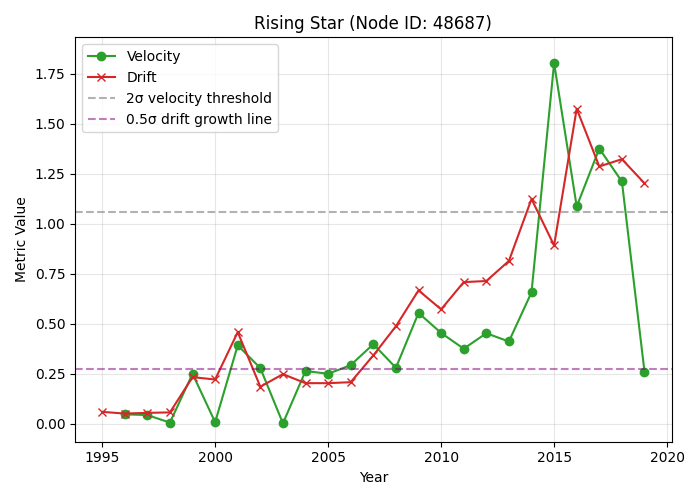 Rising Star (Node ID: 48687)
Velocity
Drift
2σ velocity threshold
0.5σ drift growth line
Metric Value
1.75
1.50
1.25
1.00
0.75
0.50
0.25
0.00
1995 2000 2005 2010 2015 2020
Year